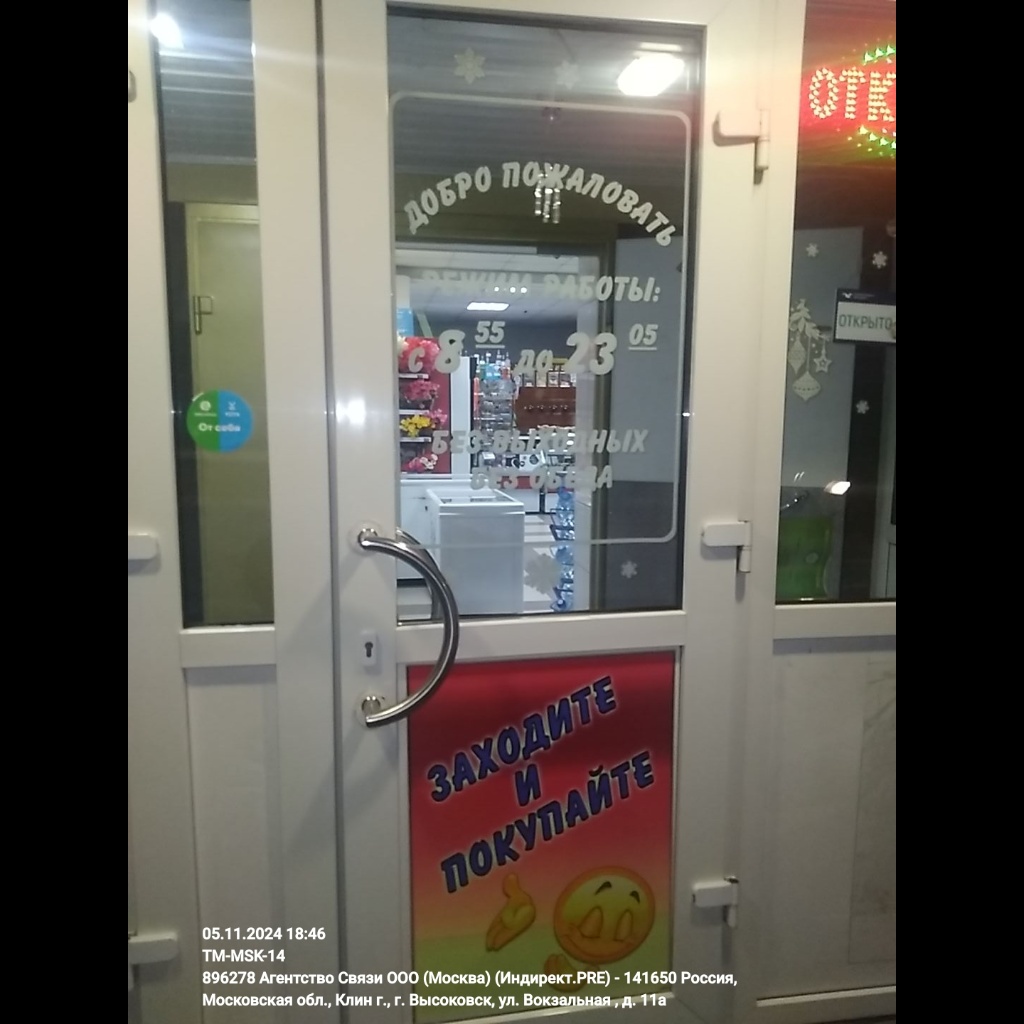 ОТК
ДОБРО ПОЖАЛОВАТЬ
РЕЖИМ РАБОТЫ:
С 8 55 ДО 23 05
БЕЗ ВЫХОДНЫХ
БЕЗ ОБЕДА
ОТКРЫТО
От себя
ЗАХОДИТЕ
И
ПОКУПАЙТЕ
05.11.2024 18:46
TM-MSK-14
896278 Агентство Связи ООО (Москва) (Индирект.PRE) - 141650 Россия,
Московская обл., Клин г., г. Высоковск, ул. Вокзальная , д. 11а